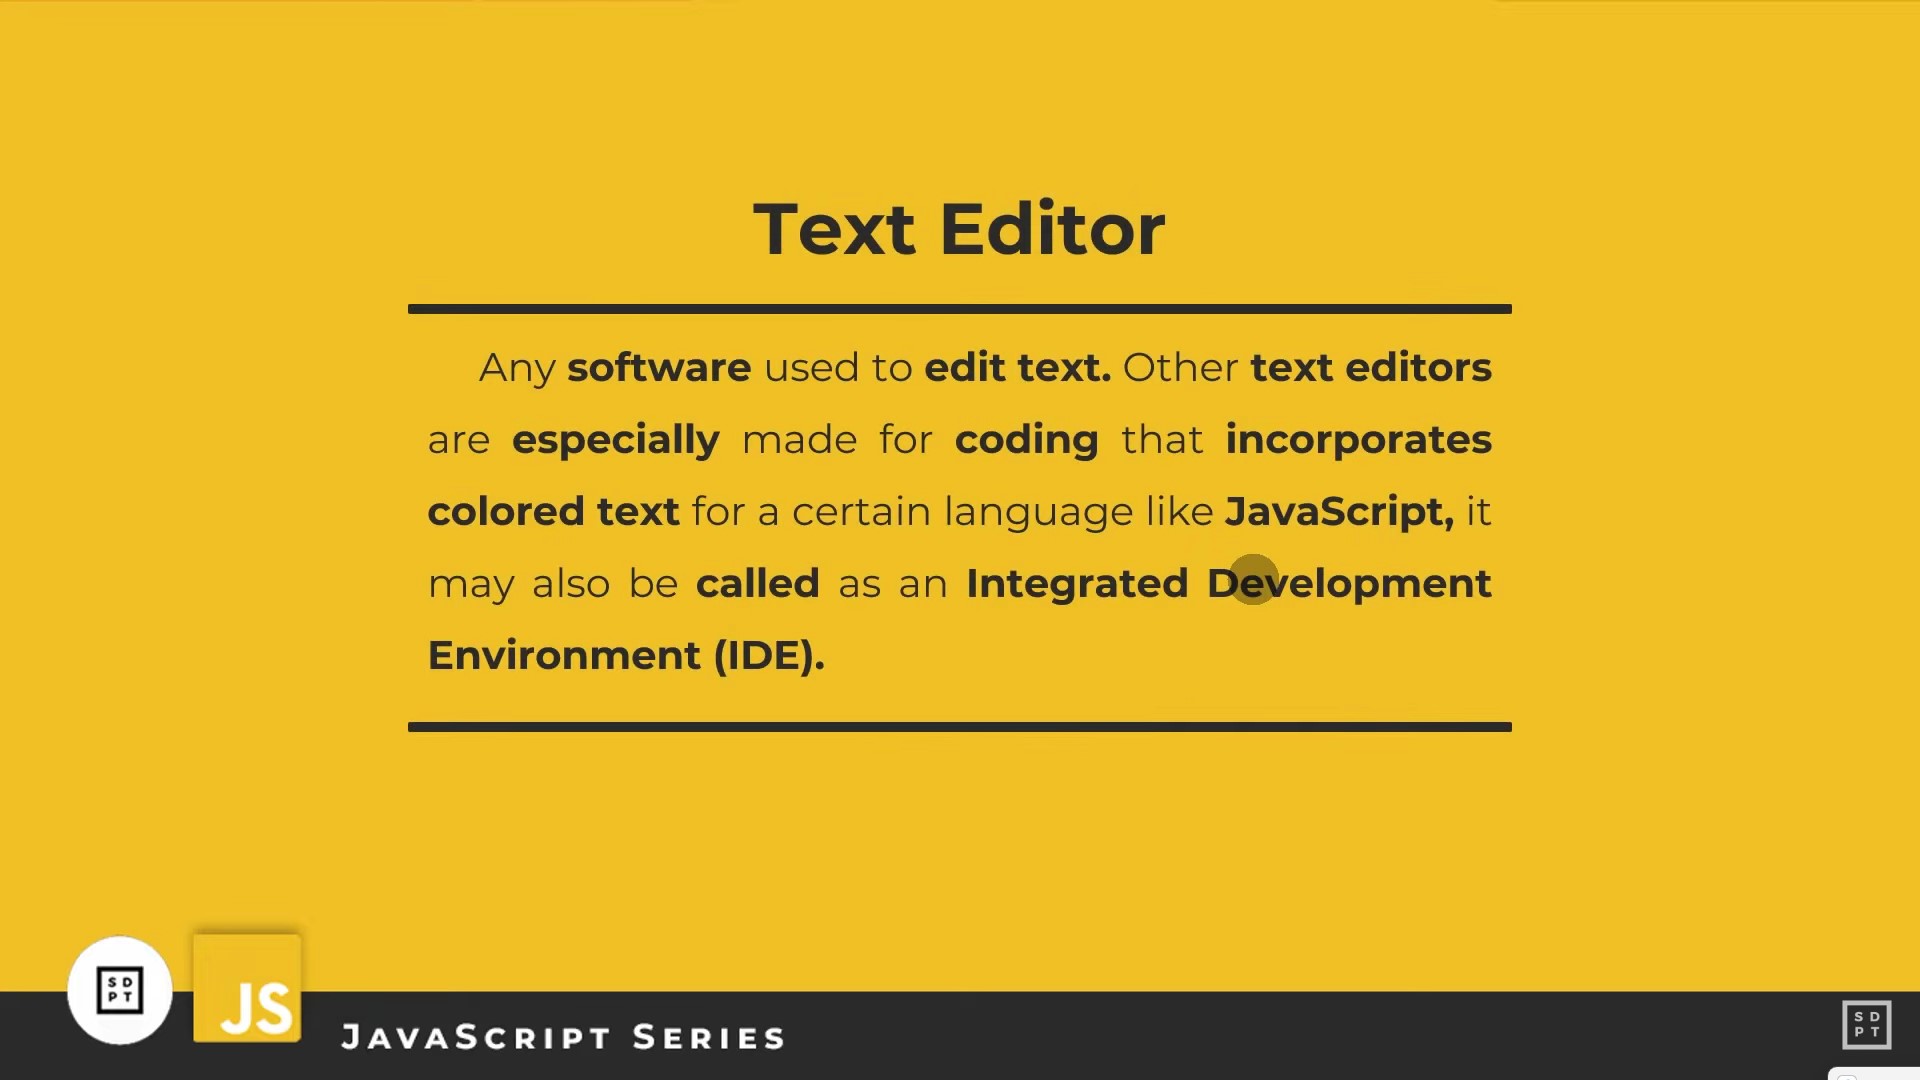 Text Editor
Any software used to edit text. Other text editors
are especially made for coding that incorporates
colored text for a certain language like JavaScript, it
may also be called as an Integrated Development
Environment (IDE).
SD
PT
JS
JavaScript Series
SD
PT